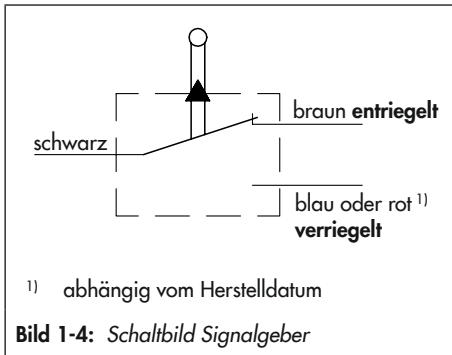 braun entriegelt
schwarz
blau oder rot 1)
verriegelt
1) abhängig vom Herstelldatum
Bild 1-4: Schaltbild Signalgeber